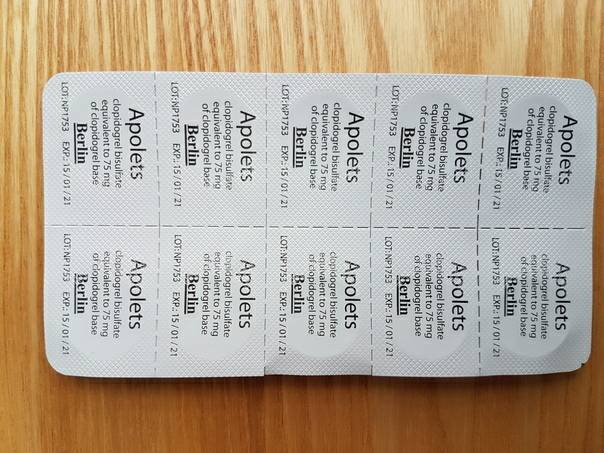 Apolets
clopidogrel bisulfate
equivalent to 75 mg
of clopidogrel base
Berlin
LOT:NP1753 EXP.: 15 / 01 / 21
Apolets
clopidogrel bisulfate
equivalent to 75 mg
of clopidogrel base
Berlin
LOT:NP1753 EXP.: 15 / 01 / 21
Apolets
clopidogrel bisulfate
equivalent to 75 mg
of clopidogrel base
Berlin
LOT:NP1753 EXP.: 15 / 01 / 21
Apolets
clopidogrel bisulfate
equivalent to 75 mg
of clopidogrel base
Berlin
LOT:NP1753 EXP.: 15 / 01 / 21
Apolets
clopidogrel bisulfate
equivalent to 75 mg
of clopidogrel base
Berlin
LOT:NP1753 EXP.: 15 / 01 / 21
Apolets
clopidogrel bisulfate
equivalent to 75 mg
of clopidogrel base
Berlin
LOT:NP1753 EXP.: 15 / 01 / 21
Apolets
clopidogrel bisulfate
equivalent to 75 mg
of clopidogrel base
Berlin
LOT:NP1753 EXP.: 15 / 01 / 21
Apolets
clopidogrel bisulfate
equivalent to 75 mg
of clopidogrel base
Berlin
LOT:NP1753 EXP.: 15 / 01 / 21
Apolets
clopidogrel bisulfate
equivalent to 75 mg
of clopidogrel base
Berlin
LOT:NP1753 EXP.: 15 / 01 / 21
Apolets
clopidogrel bisulfate
equivalent to 75 mg
of clopidogrel base
Berlin
LOT:NP1753 EXP.: 15 / 01 / 21